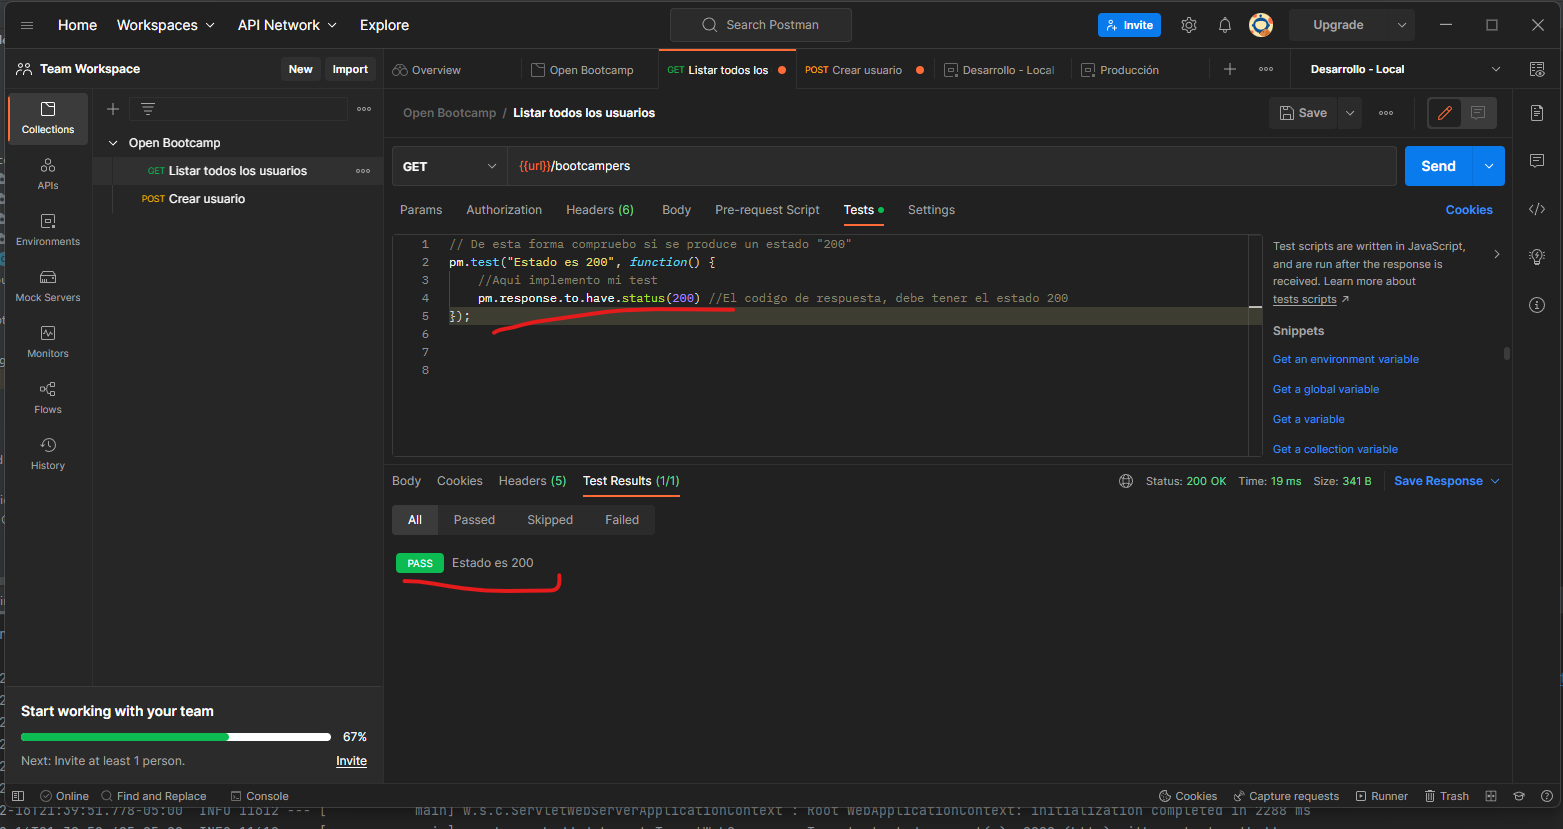 Home Workspaces API Network Explore Search Postman Invite Upgrade
Team Workspace New Import Overview Open Bootcamp GET Listar todos los POST Crear usuario Desarrollo - Local Producción Desarrollo - Local
Collections
APIs
Environments
Mock Servers
Monitors
Flows
History
Open Bootcamp
GET Listar todos los usuarios
POST Crear usuario
Open Bootcamp / Listar todos los usuarios Save
GET {{url}}/bootcampers Send
Params Authorization Headers (6) Body Pre-request Script Tests Settings Cookies
1 // De esta forma compruebo si se produce un estado "200"
2 pm.test("Estado es 200", function() {
3 //Aqui implemento mi test
4 pm.response.to.have.status(200) //El codigo de respuesta, debe tener el estado 200
5 });
6
7
8
Test scripts are written in JavaScript,
and are run after the response is
received. Learn more about
tests scripts
Snippets
Get an environment variable
Get a global variable
Get a variable
Get a collection variable
Body Cookies Headers (5) Test Results (1/1) Status: 200 OK Time: 19 ms Size: 341 B Save Response
All Passed Skipped Failed
PASS Estado es 200
Start working with your team
67%
Next: Invite at least 1 person. Invite
Online Find and Replace Console Cookies Capture requests Runner Trash
2-16T21:39:51.778-05:00 INFO 11612 --- [ main] w.s.c.ServletWebServerApplicationContext : Root WebApplicationContext: initialization completed in 2288 ms